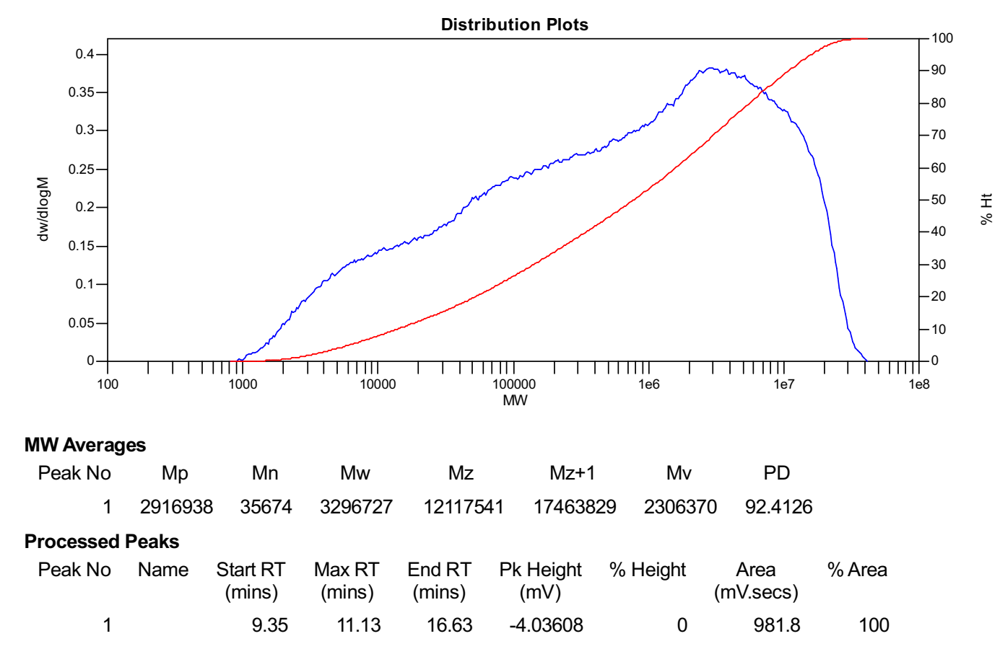 Distribution Plots
0.4
0.35
0.3
0.25
0.2
0.15
0.1
0.05
0
dw/dlogM
100
90
80
70
60
50
40
30
20
10
0
% Ht
100 1000 10000 100000 1e6 1e7 1e8
MW
MW Averages
Peak No Mp Mn Mw Mz Mz+1 Mv PD
1 2916938 35674 3296727 12117541 17463829 2306370 92.4126
Processed Peaks
Peak No Name Start RT Max RT End RT Pk Height % Height Area % Area
(mins) (mins) (mins) (mV) (mV.secs)
1 9.35 11.13 16.63 -4.03608 0 981.8 100